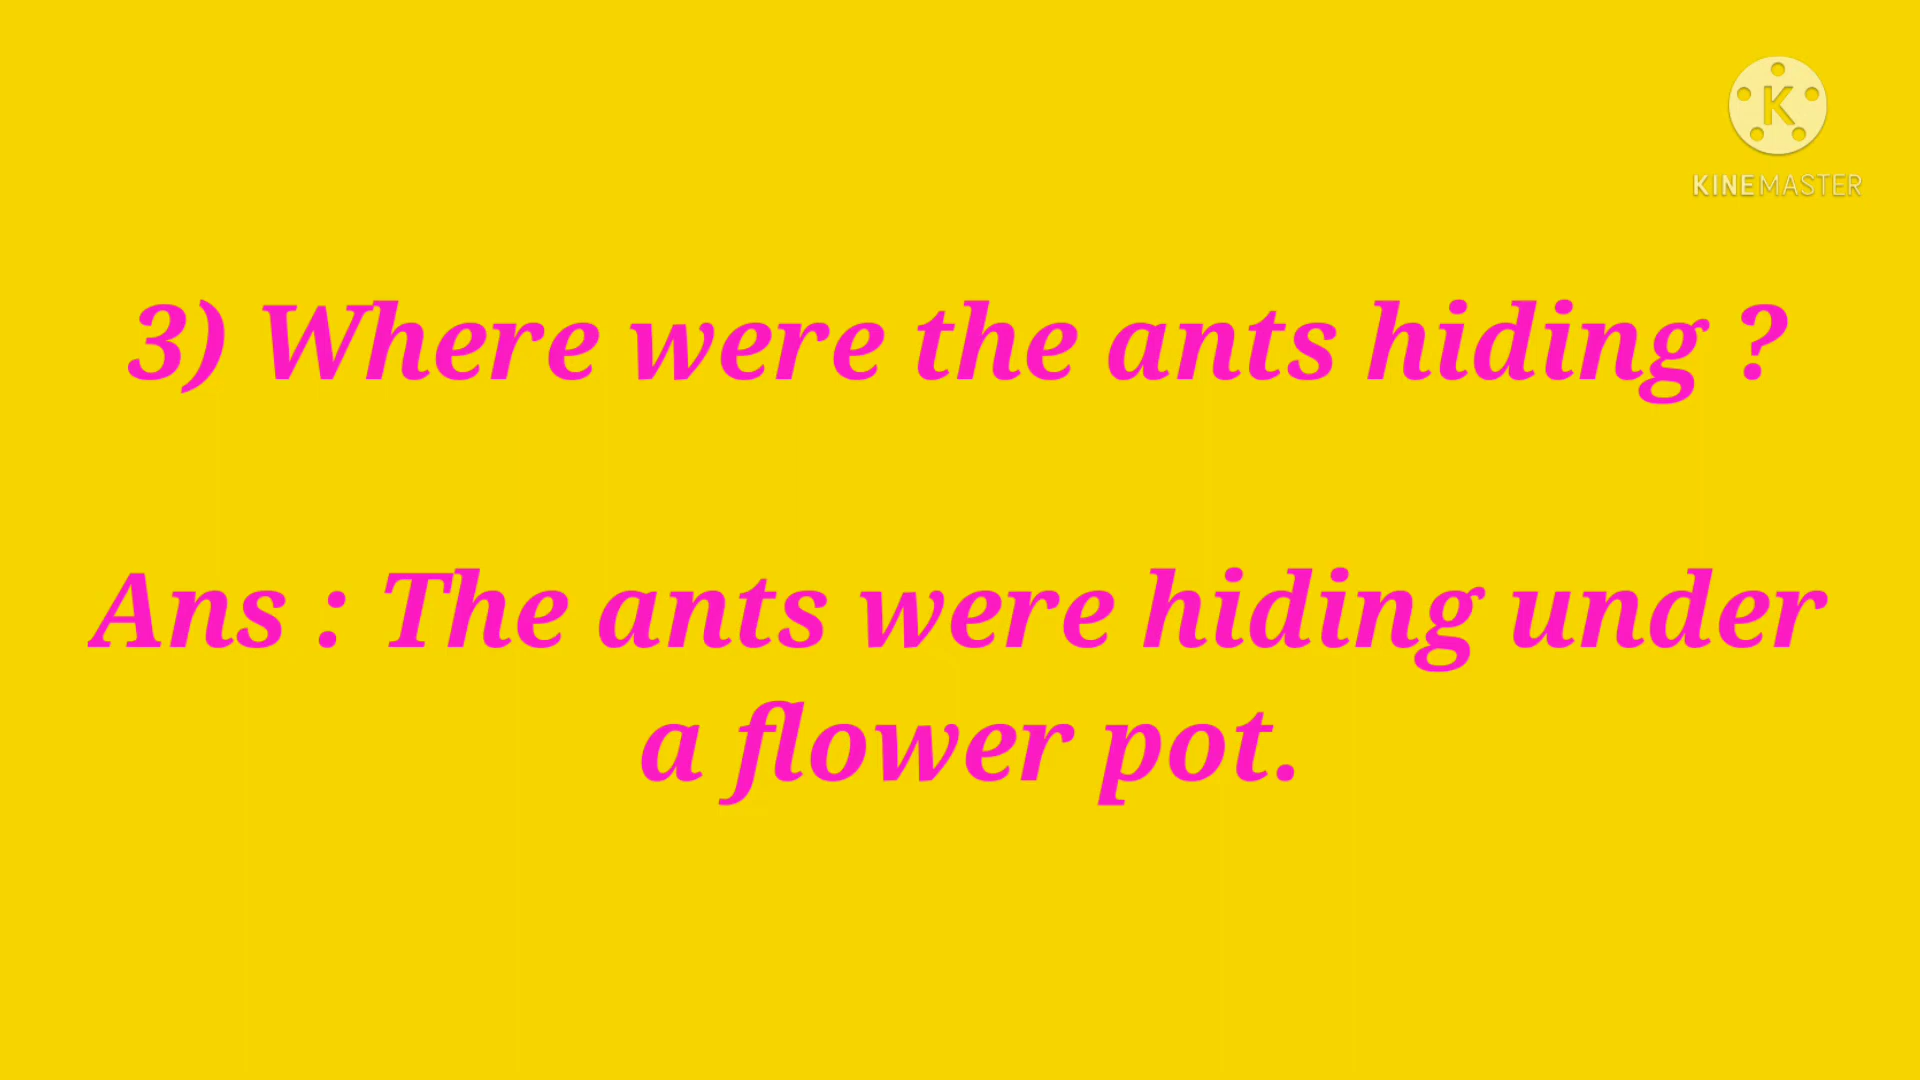 K
KINEMASTER
3) Where were the ants hiding ?
Ans : The ants were hiding under
a flower pot.